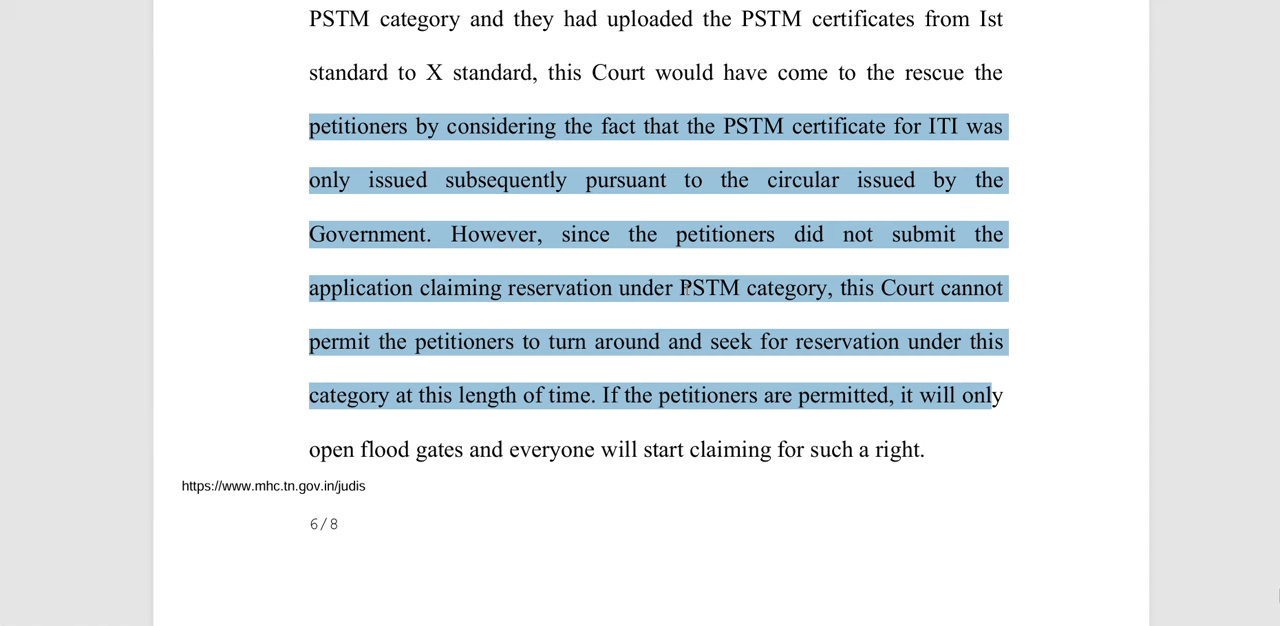 PSTM category and they had uploaded the PSTM certificates from Ist
standard to X standard, this Court would have come to the rescue the
petitioners by considering the fact that the PSTM certificate for ITI was
only issued subsequently pursuant to the circular issued by the
Government. However, since the petitioners did not submit the
application claiming reservation under PSTM category, this Court cannot
permit the petitioners to turn around and seek for reservation under this
category at this length of time. If the petitioners are permitted, it will only
open flood gates and everyone will start claiming for such a right.
https://www.mhc.tn.gov.in/judis
6/8